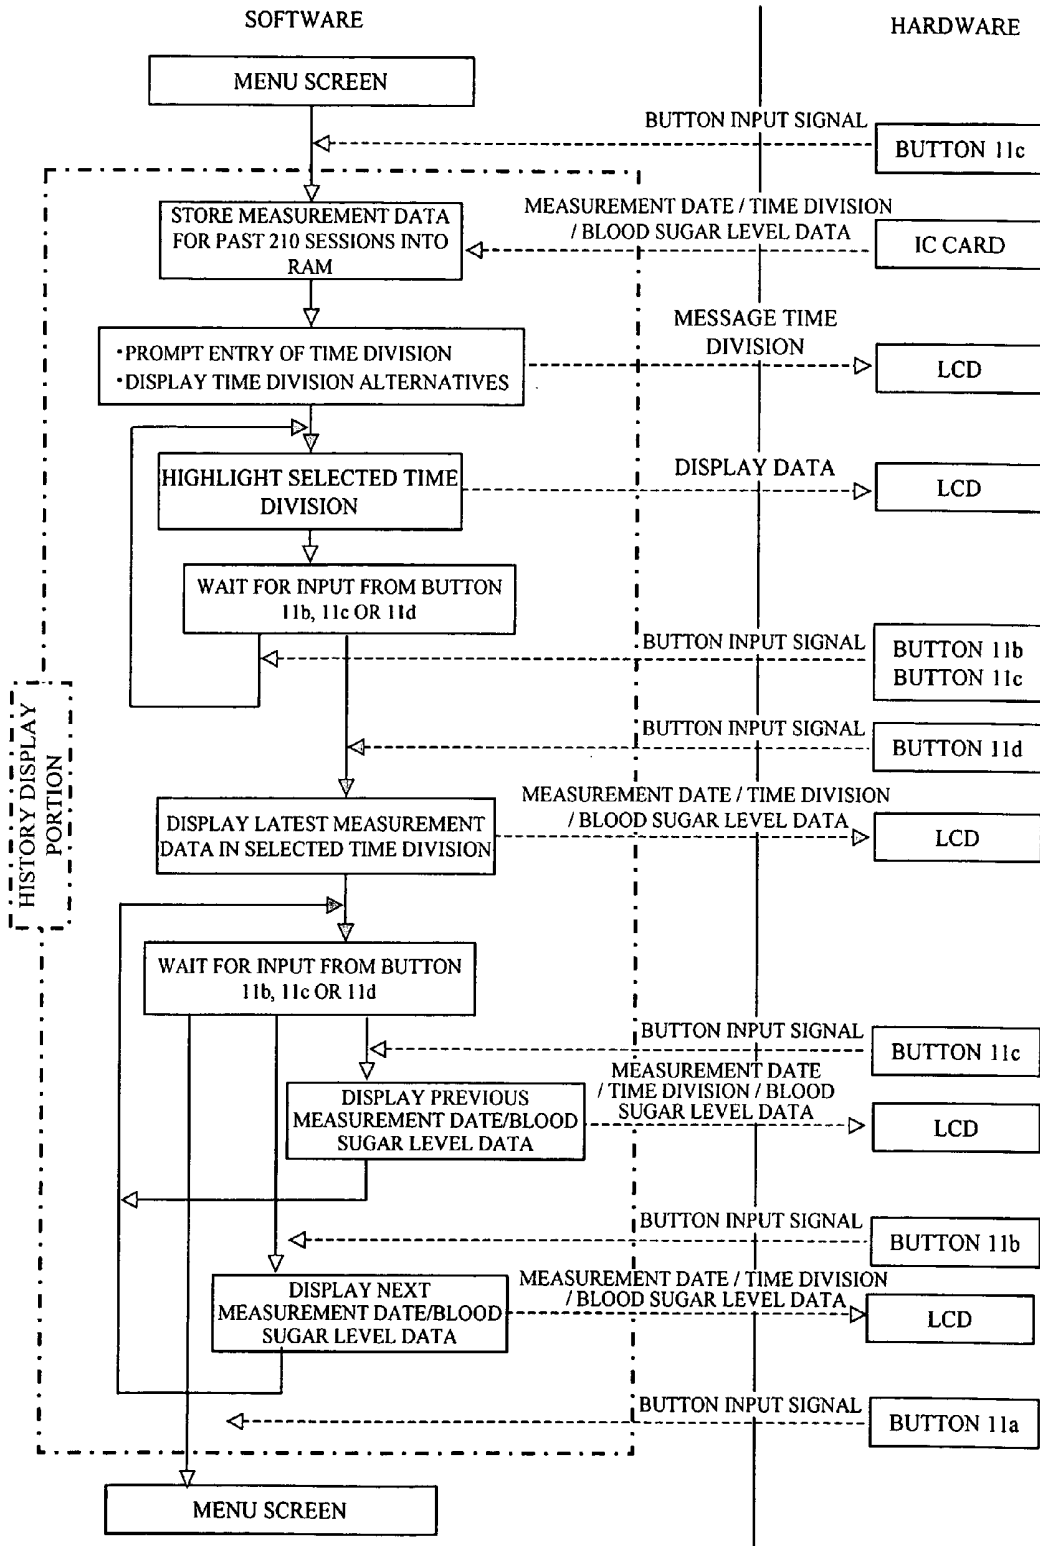 SOFTWARE
HARDWARE
MENU SCREEN
BUTTON INPUT SIGNAL
BUTTON 11c
STORE MEASUREMENT DATA
FOR PAST 210 SESSIONS INTO
RAM
MEASUREMENT DATE / TIME DIVISION
/ BLOOD SUGAR LEVEL DATA
IC CARD
・PROMPT ENTRY OF TIME DIVISION
・DISPLAY TIME DIVISION ALTERNATIVES
MESSAGE TIME
DIVISION
LCD
HIGHLIGHT SELECTED TIME
DIVISION
DISPLAY DATA
LCD
WAIT FOR INPUT FROM BUTTON
11b, 11c OR 11d
BUTTON INPUT SIGNAL
BUTTON 11b
BUTTON 11c
BUTTON INPUT SIGNAL
BUTTON 11d
HISTORY DISPLAY
PORTION
DISPLAY LATEST MEASUREMENT
DATA IN SELECTED TIME DIVISION
MEASUREMENT DATE / TIME DIVISION
/ BLOOD SUGAR LEVEL DATA
LCD
WAIT FOR INPUT FROM BUTTON
11b, 11c OR 11d
BUTTON INPUT SIGNAL
BUTTON 11c
DISPLAY PREVIOUS
MEASUREMENT DATE/BLOOD
SUGAR LEVEL DATA
MEASUREMENT DATE
/ TIME DIVISION / BLOOD
SUGAR LEVEL DATA
LCD
BUTTON INPUT SIGNAL
BUTTON 11b
DISPLAY NEXT
MEASUREMENT DATE/BLOOD
SUGAR LEVEL DATA
MEASUREMENT DATE / TIME DIVISION
/ BLOOD SUGAR LEVEL DATA
LCD
BUTTON INPUT SIGNAL
BUTTON 11a
MENU SCREEN